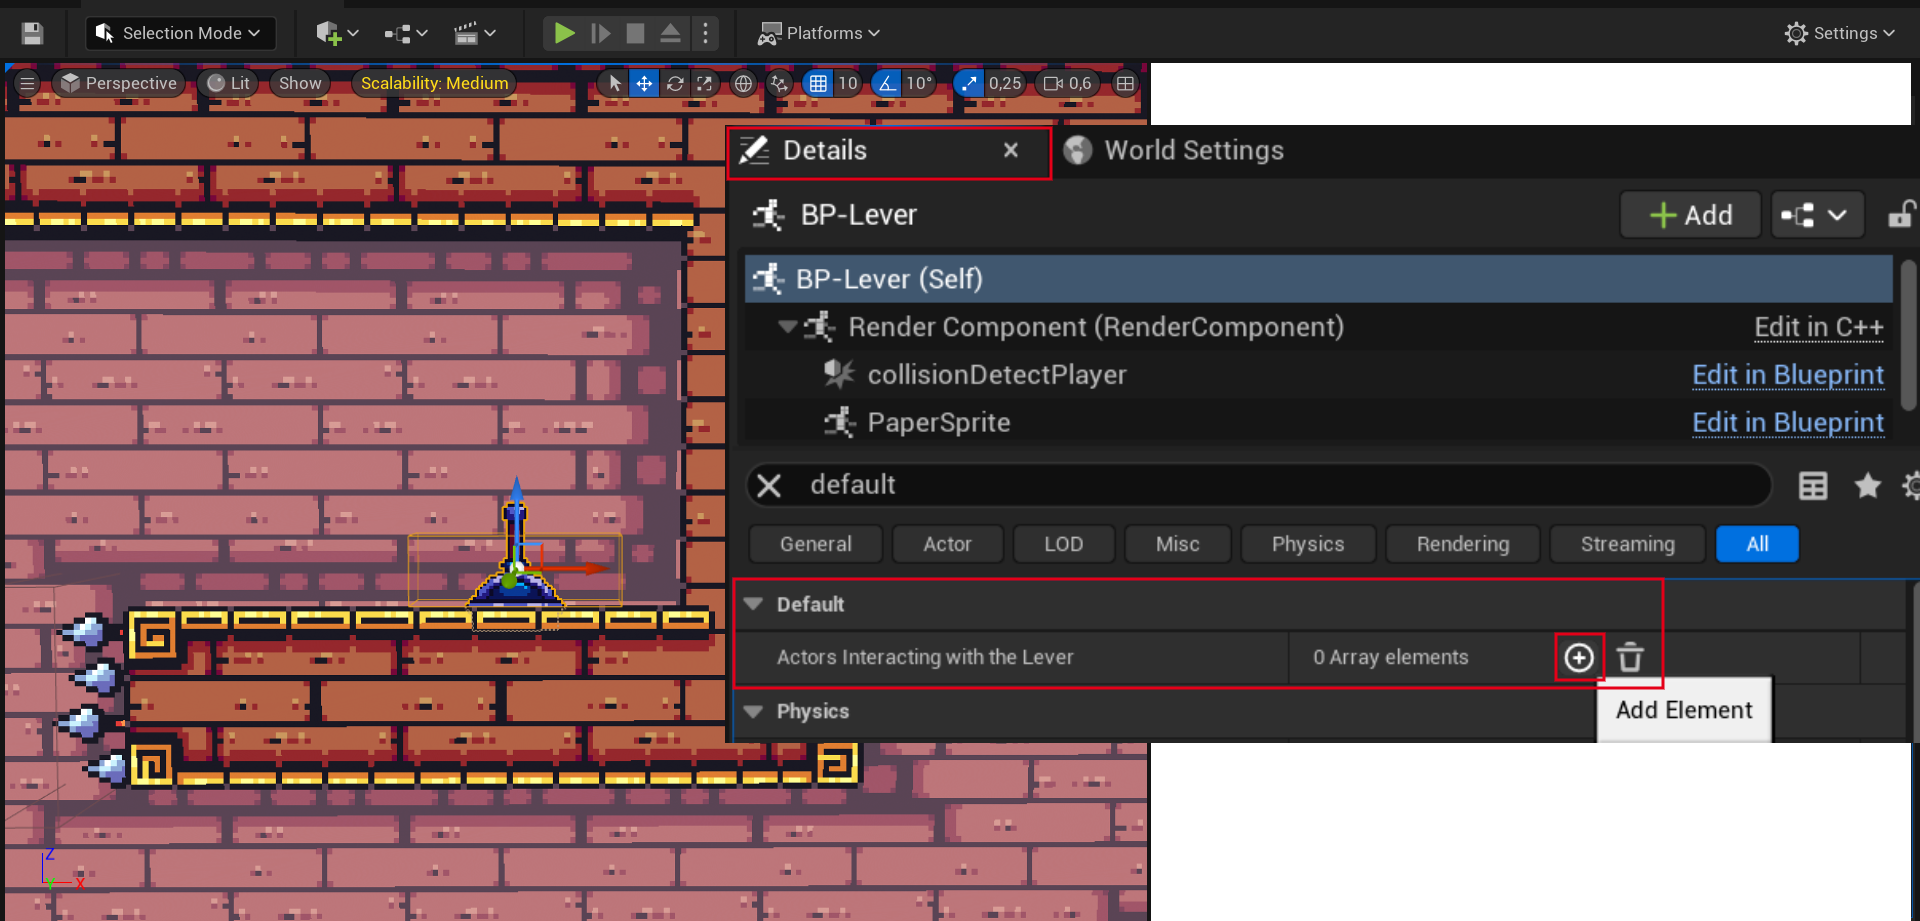 Selection Mode
Platforms
Settings
Perspective
Lit
Show
Scalability: Medium
10
10°
0,25
0,6
Details
World Settings
BP-Lever
Add
BP-Lever (Self)
Render Component (RenderComponent)
Edit in C++
collisionDetectPlayer
Edit in Blueprint
PaperSprite
Edit in Blueprint
default
General
Actor
LOD
Misc
Physics
Rendering
Streaming
All
Default
Actors Interacting with the Lever
0 Array elements
Add Element
Physics
Z
Y
X